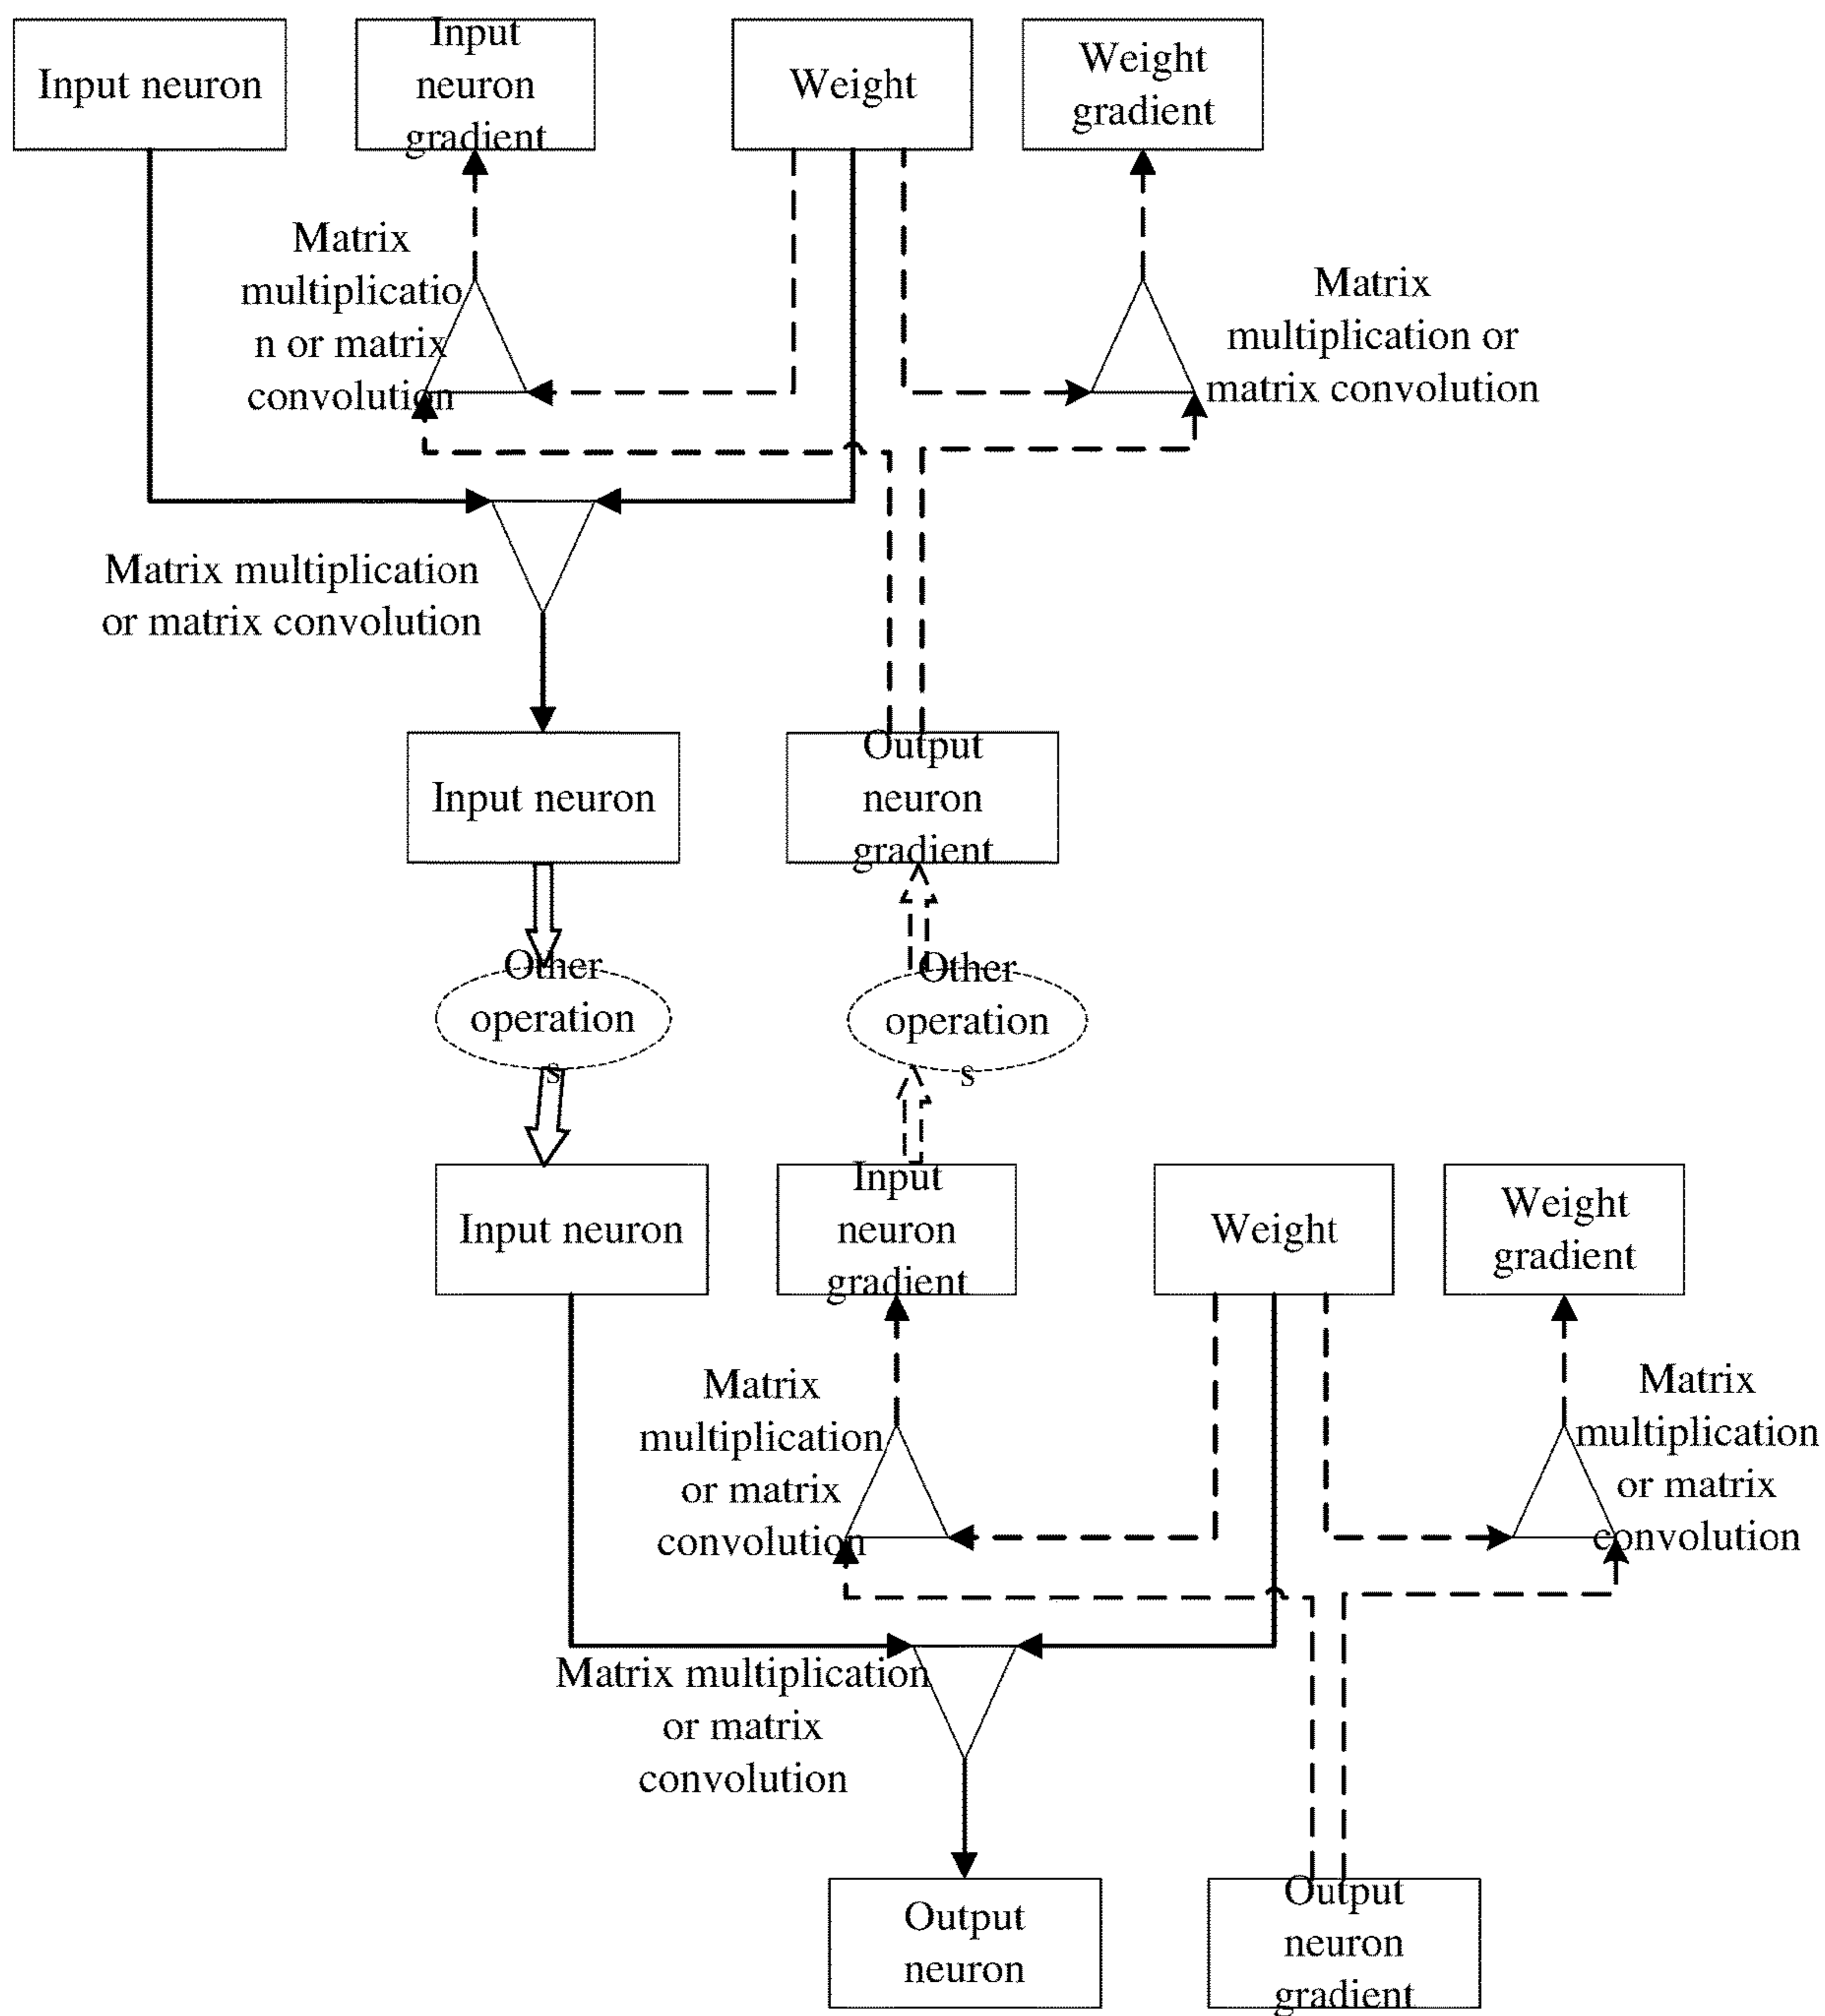 Input neuron
Input
neuron
gradient
Weight
Weight
gradient
Matrix
multiplicatio
n or matrix
convolution
Matrix
multiplication or
matrix convolution
Matrix multiplication
or matrix convolution
Input neuron
Output
neuron
gradient
Other
operation
s
Other
operation
s
Input neuron
Input
neuron
gradient
Weight
Weight
gradient
Matrix
multiplication
or matrix
convolution
Matrix
multiplication
or matrix
convolution
Matrix multiplication
or matrix
convolution
Output
neuron
Output
neuron
gradient